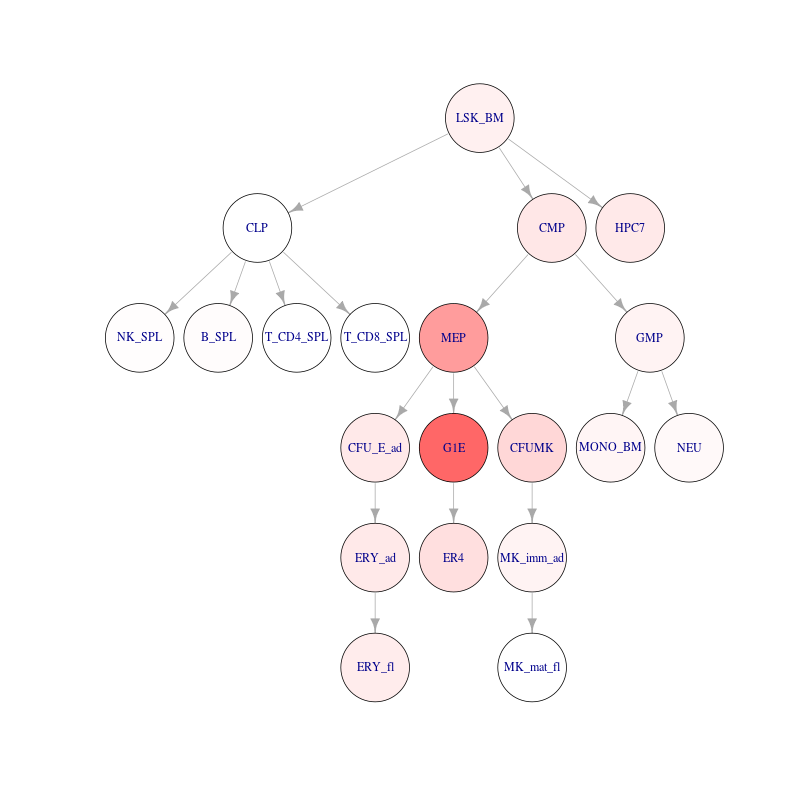 LSK_BM
CLP
CMP
HPC7
NK_SPL
B_SPL
T_CD4_SPL
T_CD8_SPL
MEP
GMP
CFU_E_ad
G1E
CFUMK
MONO_BM
NEU
ERY_ad
ER4
MK_imm_ad
ERY_fl
MK_mat_fl